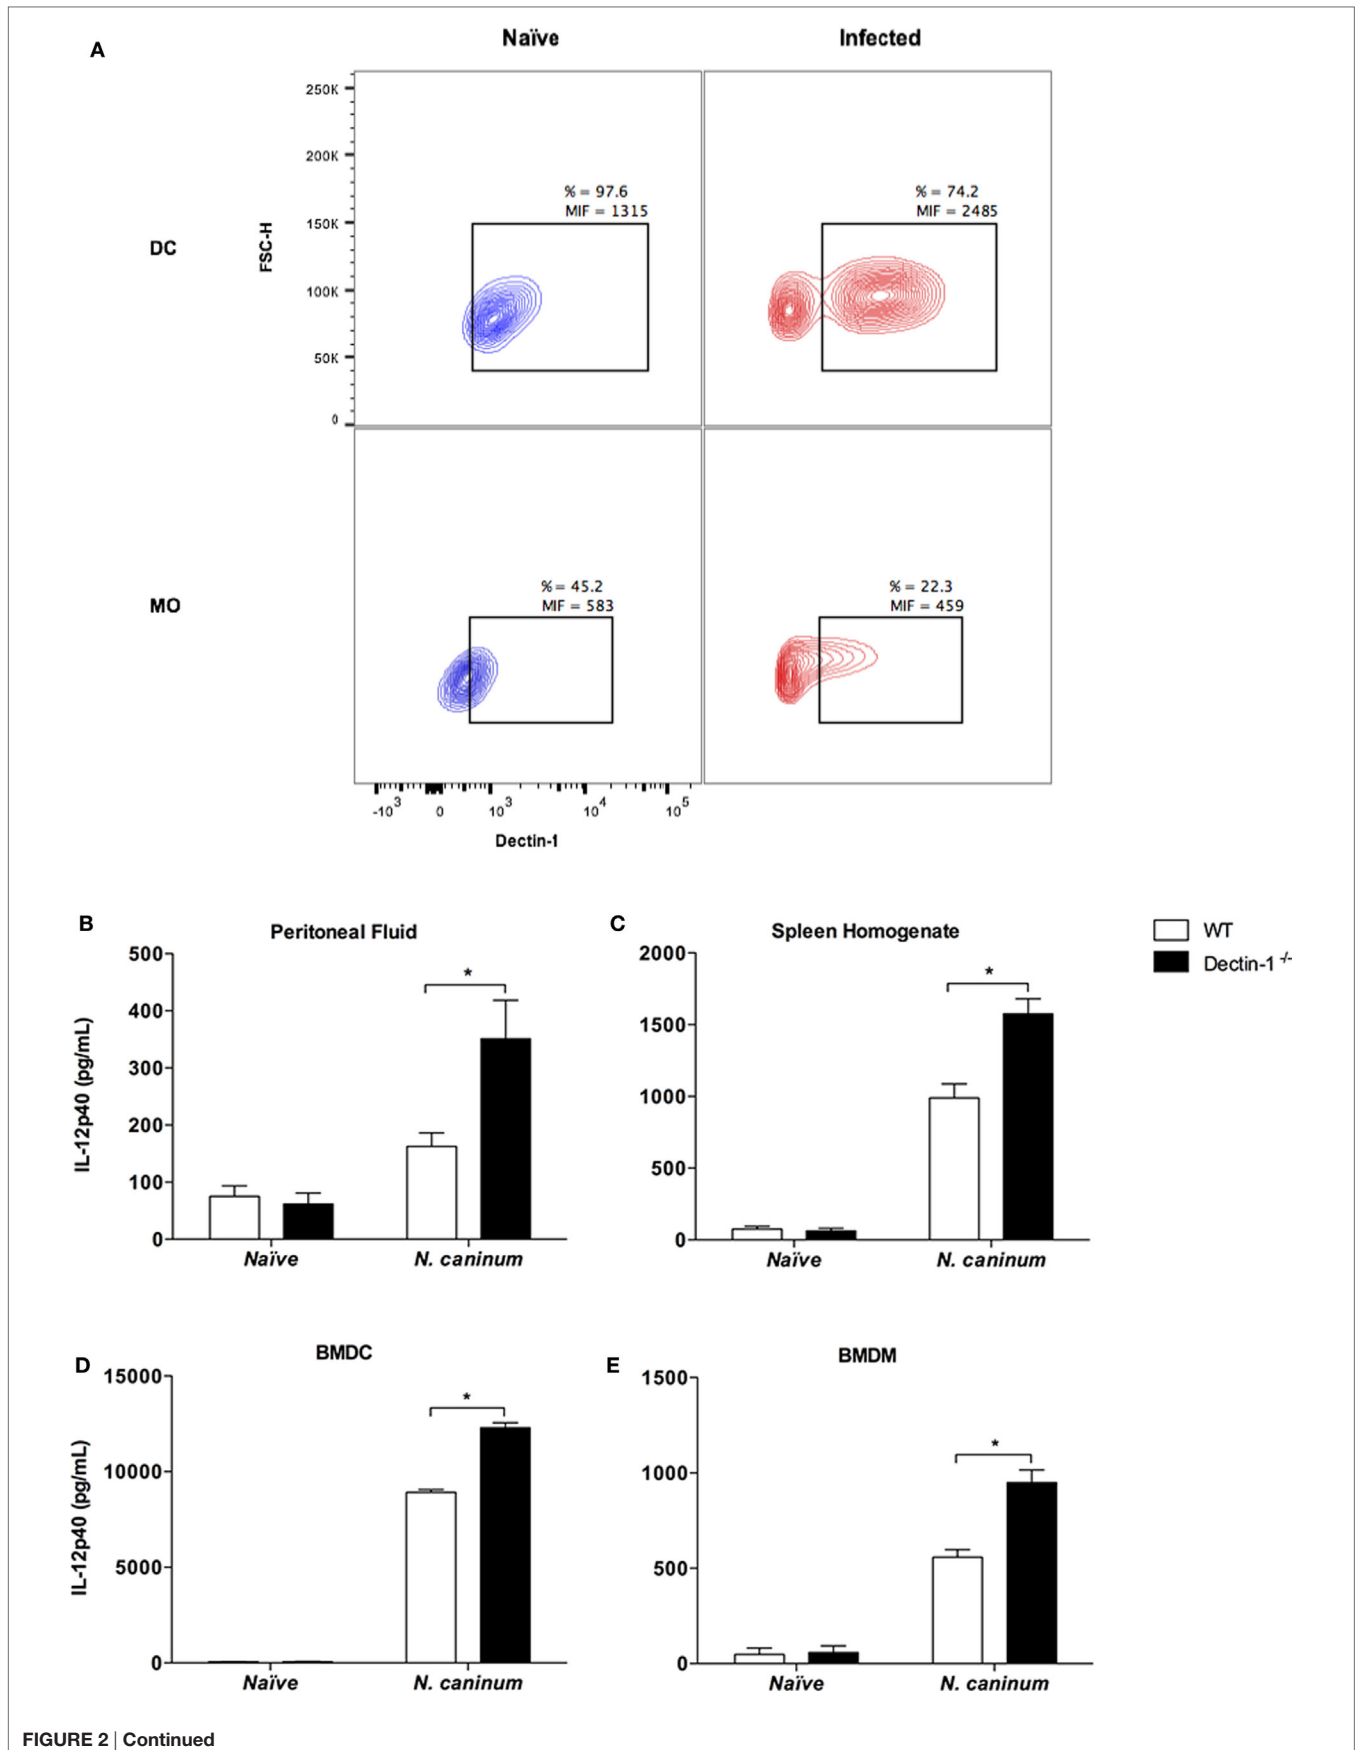 A
Naïve
Infected
250K
200K
150K
100K
50K
0
FSC-H
DC
% = 97.6
MIF = 1315
% = 74.2
MIF = 2485
MO
% = 45.2
MIF = 583
% = 22.3
MIF = 459
-10³ 0 10³ 10⁴ 10⁵
Dectin-1
B
Peritoneal Fluid
500
400
300
200
100
0
IL-12p40 (pg/mL)
*
Naïve
N. caninum
C
Spleen Homogenate
2000
1500
1000
500
0
*
Naïve
N. caninum
WT
Dectin-1 -/-
D
BMDC
15000
10000
5000
0
IL-12p40 (pg/mL)
*
Naïve
N. caninum
E
BMDM
1500
1000
500
0
*
Naïve
N. caninum
FIGURE 2 | Continued